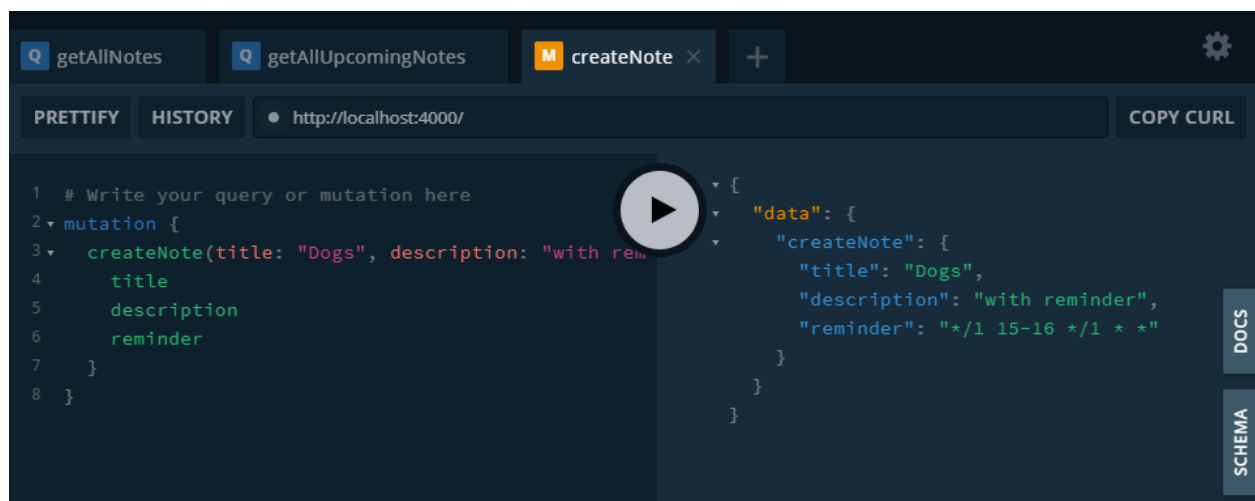 Q getAllNotes Q getAllUpcomingNotes M createNote × +
PRETTIFY HISTORY http://localhost:4000/ COPY CURL
1 # Write your query or mutation here
2 mutation {
3 createNote(title: "Dogs", description: "with rem
4 title
5 description
6 reminder
7 }
8 }
{
"data": {
"createNote": {
"title": "Dogs",
"description": "with reminder",
"reminder": "*/1 15-16 */1 * *"
}
}
}
DOCS
SCHEMA